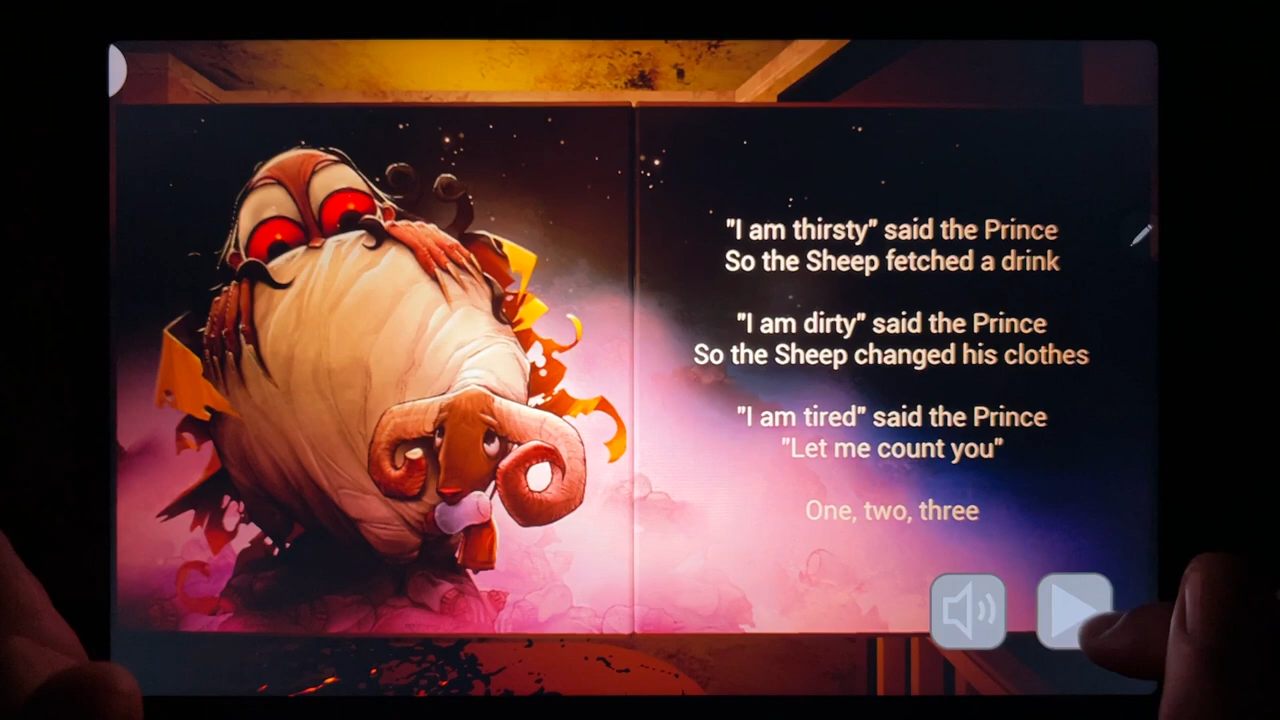 "I am thirsty" said the Prince
So the Sheep fetched a drink
"I am dirty" said the Prince
So the Sheep changed his clothes
"I am tired" said the Prince
"Let me count you"
One, two, three